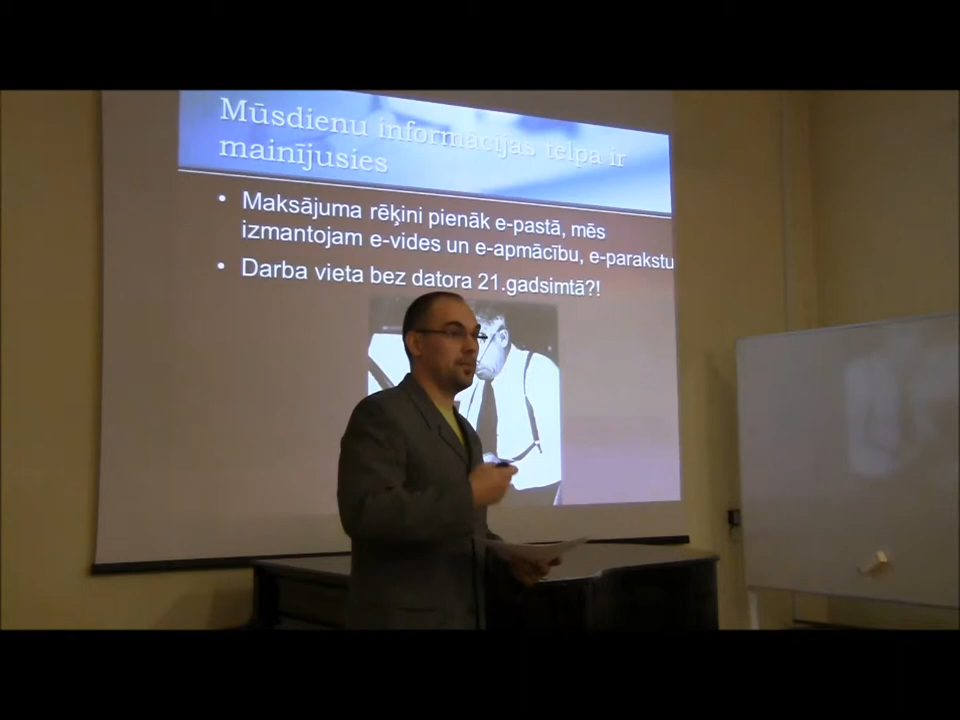 Mūsdienu informācijas telpa ir
mainījusies
• Maksājuma rēķini pienāk e-pastā, mēs
izmantojam e-vides un e-apmācību, e-parakstu
• Darba vieta bez datora 21.gadsimtā?!